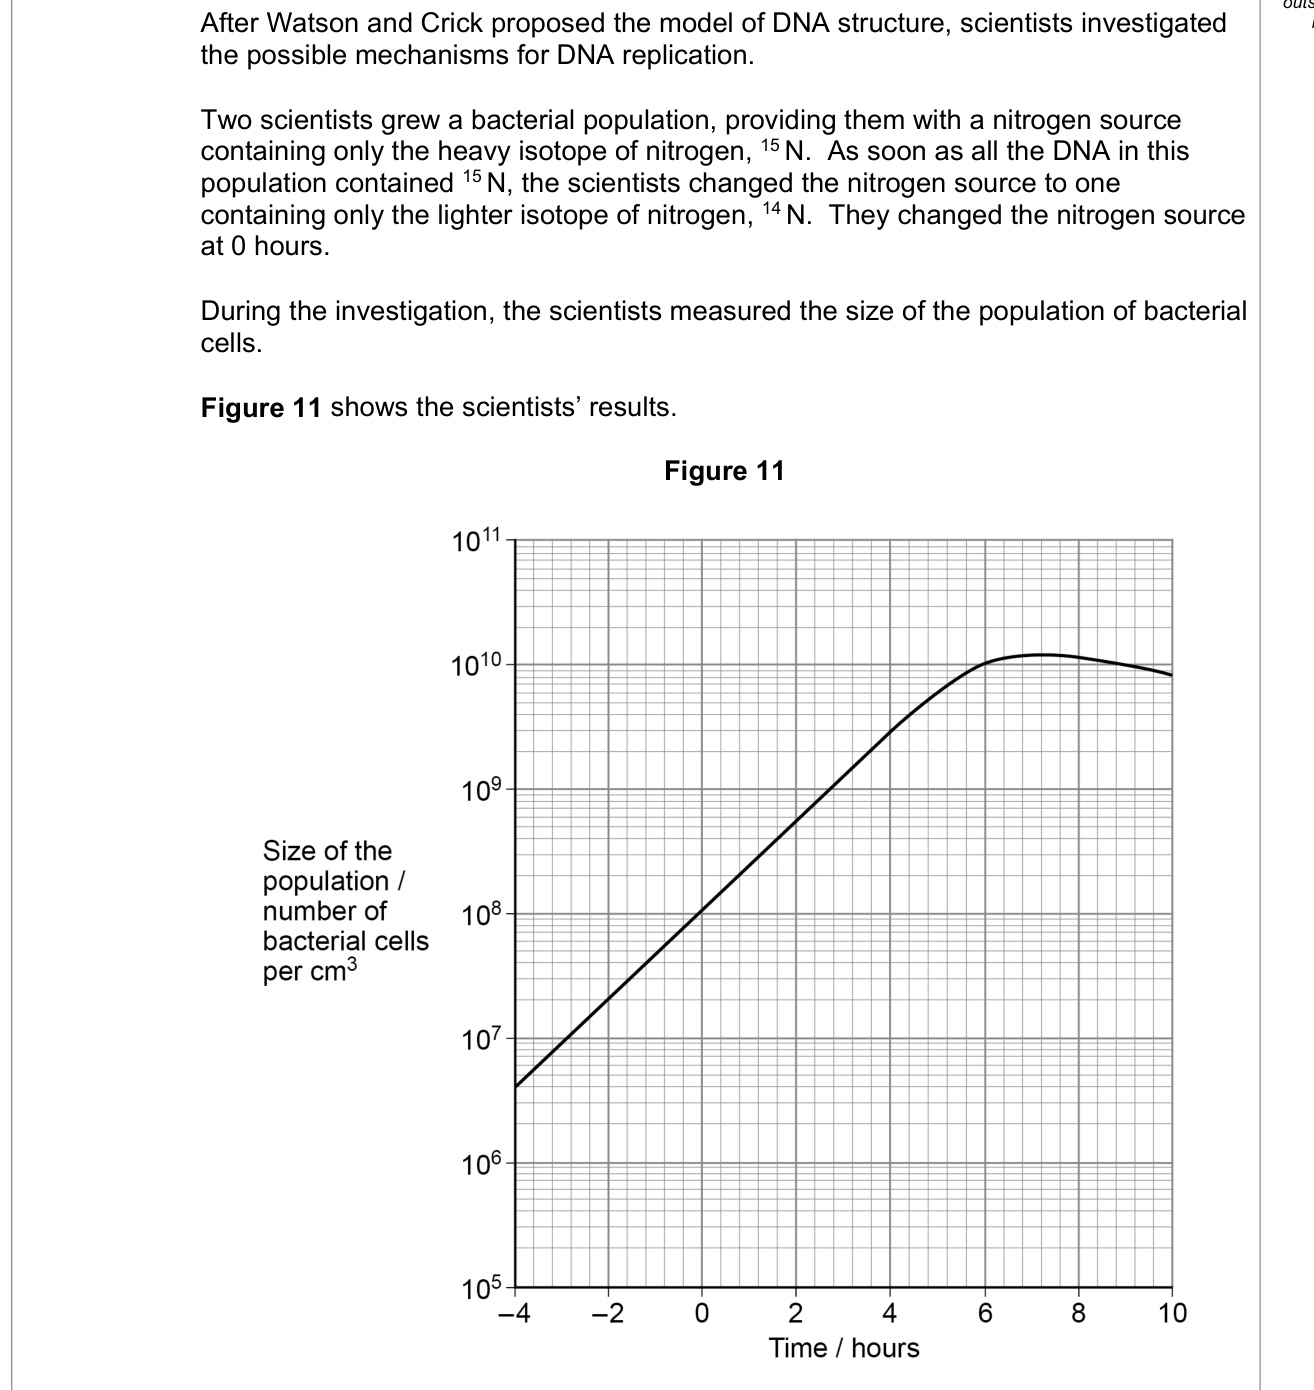 outs
After Watson and Crick proposed the model of DNA structure, scientists investigated
the possible mechanisms for DNA replication.
Two scientists grew a bacterial population, providing them with a nitrogen source
containing only the heavy isotope of nitrogen, ¹⁵N.  As soon as all the DNA in this
population contained ¹⁵N, the scientists changed the nitrogen source to one
containing only the lighter isotope of nitrogen, ¹⁴N.  They changed the nitrogen source
at 0 hours.
During the investigation, the scientists measured the size of the population of bacterial
cells.
Figure 11 shows the scientists’ results.
Figure 11
10¹¹
10¹⁰
10⁹
Size of the
population /
number of
bacterial cells
per cm³
10⁸
10⁷
10⁶
10⁵
–4 –2 0 2 4 6 8 10
Time / hours